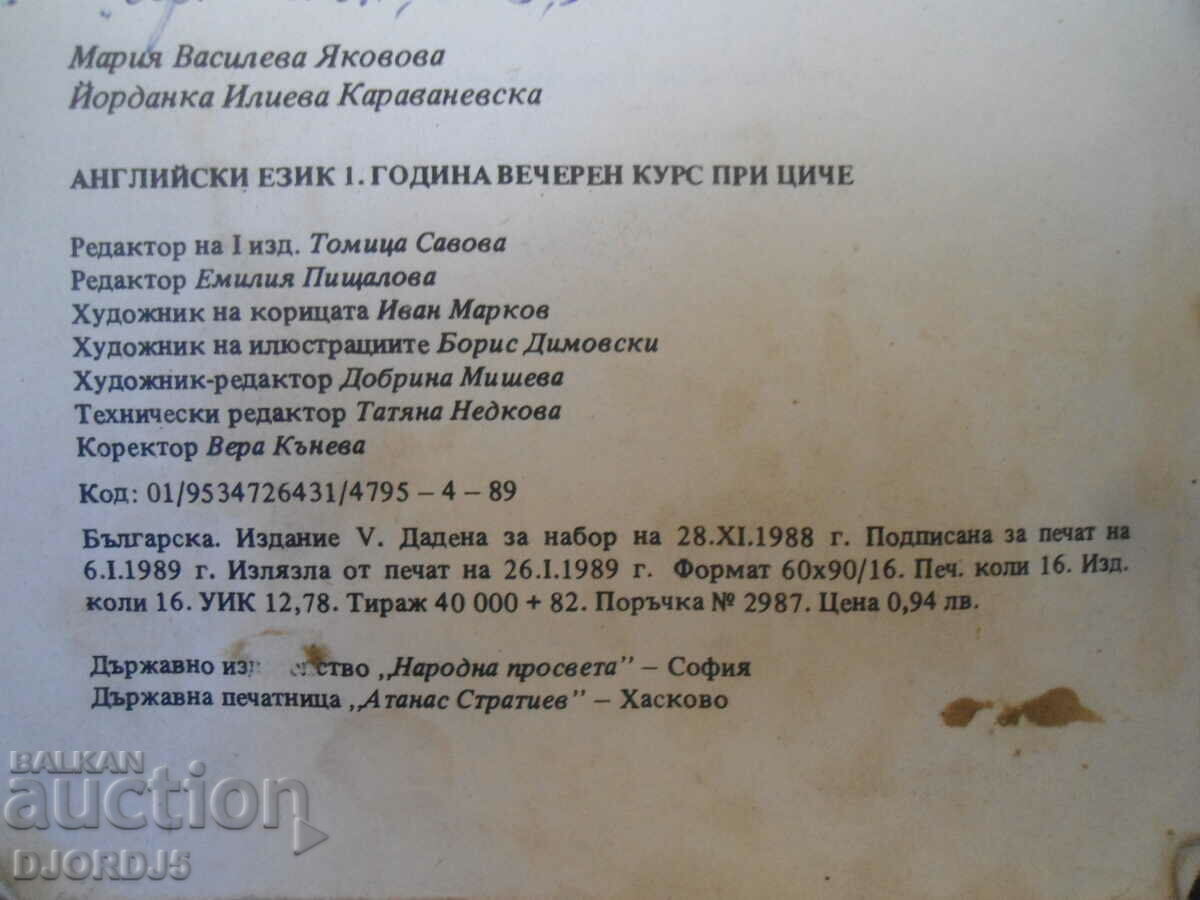 Мария Василева Яковова
Йорданка Илиева Караваневска
АНГЛИЙСКИ ЕЗИК 1. ГОДИНА ВЕЧЕРЕН КУРС ПРИ ЦИЧЕ
Редактор на I изд. Томица Савова
Редактор Емилия Пищалова
Художник на корицата Иван Марков
Художник на илюстрациите Борис Димовски
Художник-редактор Добрина Мишева
Технически редактор Татяна Недкова
Коректор Вера Кънева
Код: 01/9534726431/4795 – 4 – 89
Българска. Издание V. Дадена за набор на 28.XI.1988 г. Подписана за печат на
6.I.1989 г. Излязла от печат на 26.I.1989 г. Формат 60x90/16. Печ. коли 16. Изд.
коли 16. УИК 12,78. Тираж 40 000 + 82. Поръчка № 2987. Цена 0,94 лв.
Държавно „Народна просвета” – София
Държавна печатница „Атанас Стратиев” – Хасково
BALKAN
auction
DJORDJ5